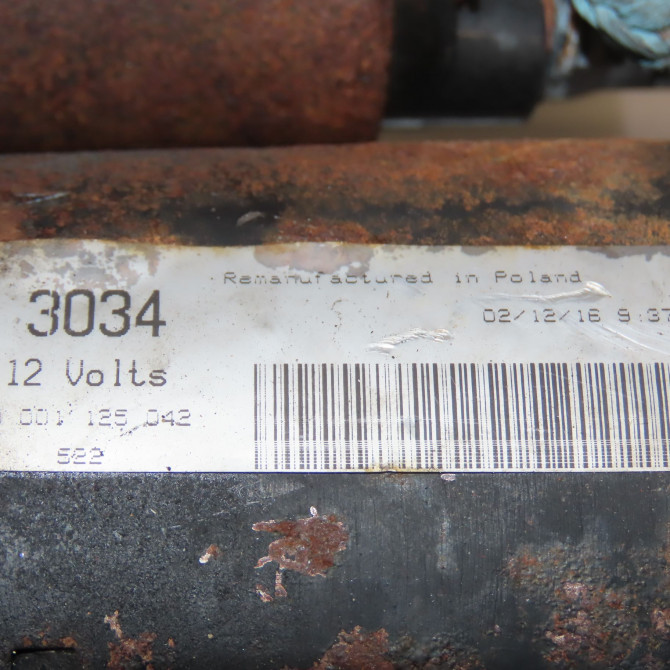 Remanufactured in Poland
3034
02/12/16 9:37
12 Volts
001 125 042
522